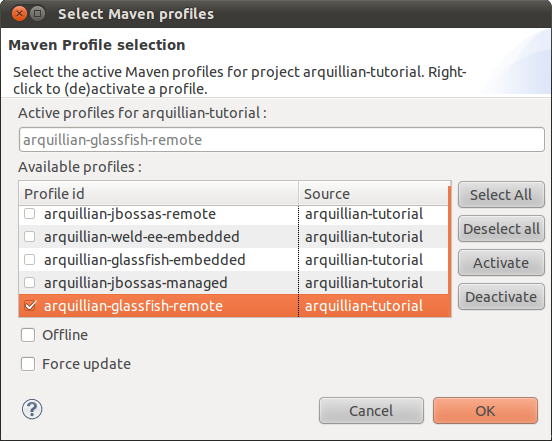 Select Maven profiles
Maven Profile selection
Select the active Maven profiles for project arquillian-tutorial. Right-
click to (de)activate a profile.
Active profiles for arquillian-tutorial :
arquillian-glassfish-remote
Available profiles :
Profile id Source
arquillian-jbossas-remote arquillian-tutorial
arquillian-weld-ee-embedded arquillian-tutorial
arquillian-glassfish-embedded arquillian-tutorial
arquillian-jbossas-managed arquillian-tutorial
arquillian-glassfish-remote arquillian-tutorial
Select All
Deselect all
Activate
Deactivate
Offline
Force update
?
Cancel OK